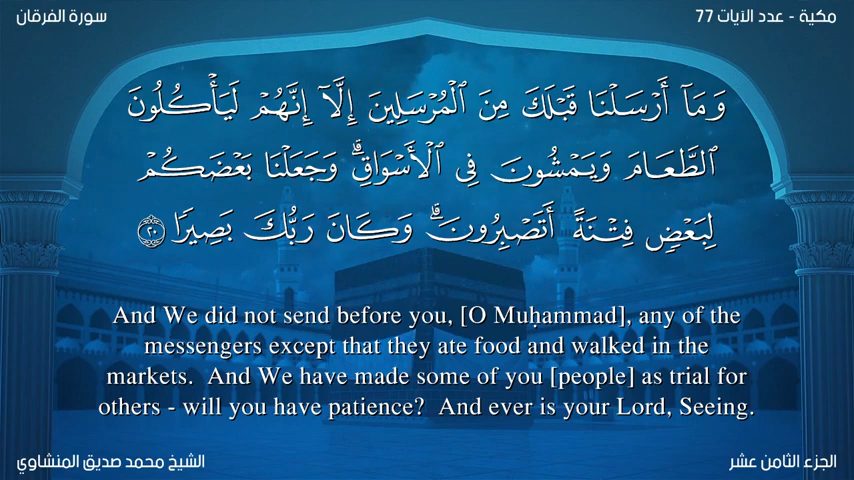 مكية - عدد الآيات 77
سورة الفرقان
وَمَآ أَرْسَلْنَا قَبْلَكَ مِنَ ٱلْمُرْسَلِينَ إِلَّآ إِنَّهُمْ لَيَأْكُلُونَ
ٱلطَّعَامَ وَيَمْشُونَ فِى ٱلْأَسْوَاقِ ۗ وَجَعَلْنَا بَعْضَكُمْ
لِبَعْضٍ فِتْنَةً أَتَصْبِرُونَ ۗ وَكَانَ رَبُّكَ بَصِيرًا ٢٠
And We did not send before you, [O Muḥammad], any of the
messengers except that they ate food and walked in the
markets. And We have made some of you [people] as trial for
others - will you have patience? And ever is your Lord, Seeing.
الجزء الثامن عشر
الشيخ محمد صديق المنشاوي